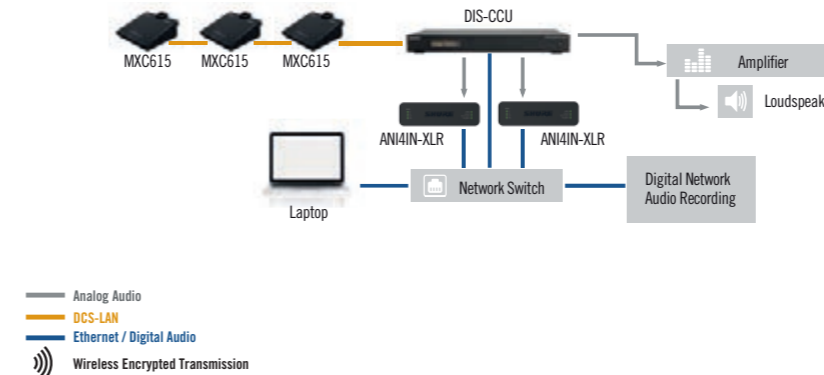 DIS-CCU
MXC615
MXC615
MXC615
Amplifier
Loudspeak
ANI4IN-XLR
ANI4IN-XLR
Network Switch
Digital Network
Audio Recording
Laptop
Analog Audio
DCS-LAN
Ethernet / Digital Audio
Wireless Encrypted Transmission